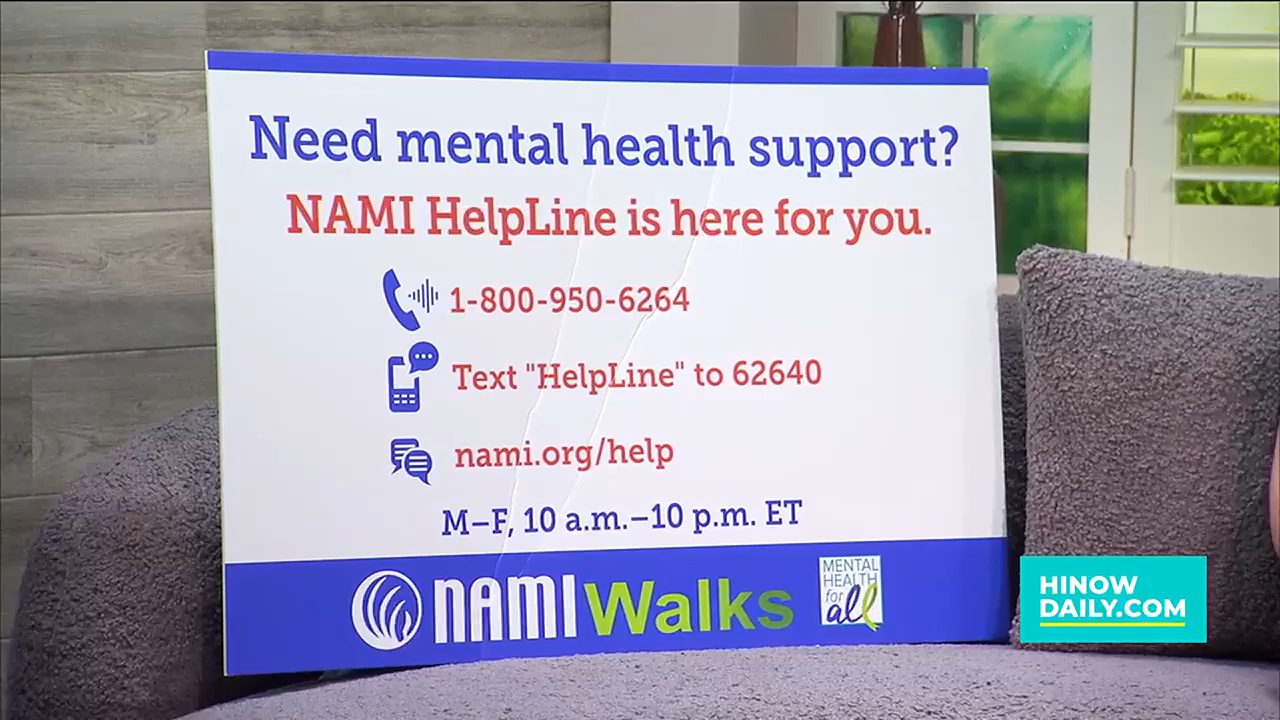 Need mental health support?
NAMI HelpLine is here for you.
1-800-950-6264
Text "HelpLine" to 62640
nami.org/help
M–F, 10 a.m.–10 p.m. ET
NAMI Walks
MENTAL
HEALTH
for
all
HINOW
DAILY.COM